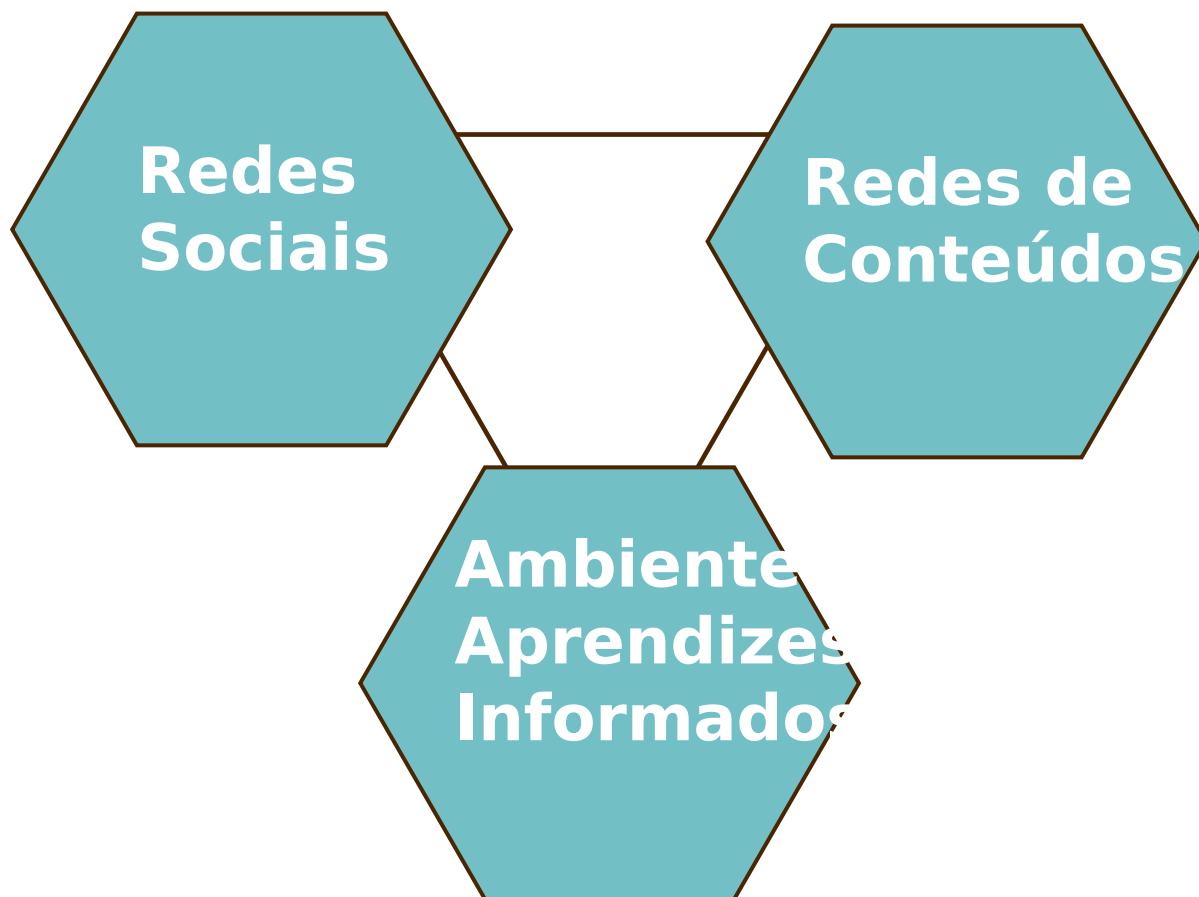 Redes
Sociais
Redes de
Conteúdos
Ambiente
Aprendizes
Informados